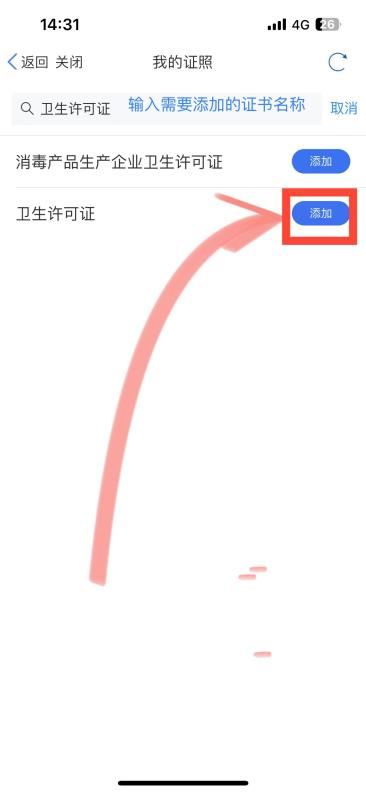 14:31 4G 26
返回 关闭 我的证照
卫生许可证 输入需要添加的证书名称 取消
消毒产品生产企业卫生许可证 添加
卫生许可证 添加